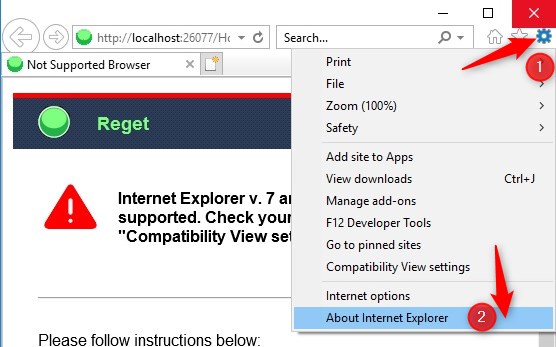 http://localhost:26077/Ho
Search...
Not Supported Browser
1
Print
File
Zoom (100%)
Safety
Add site to Apps
View downloads Ctrl+J
Manage add-ons
F12 Developer Tools
Go to pinned sites
Compatibility View settings
Internet options
About Internet Explorer 2
Reget
Internet Explorer v. 7 an
supported. Check your
"Compatibility View set
Please follow instructions below: